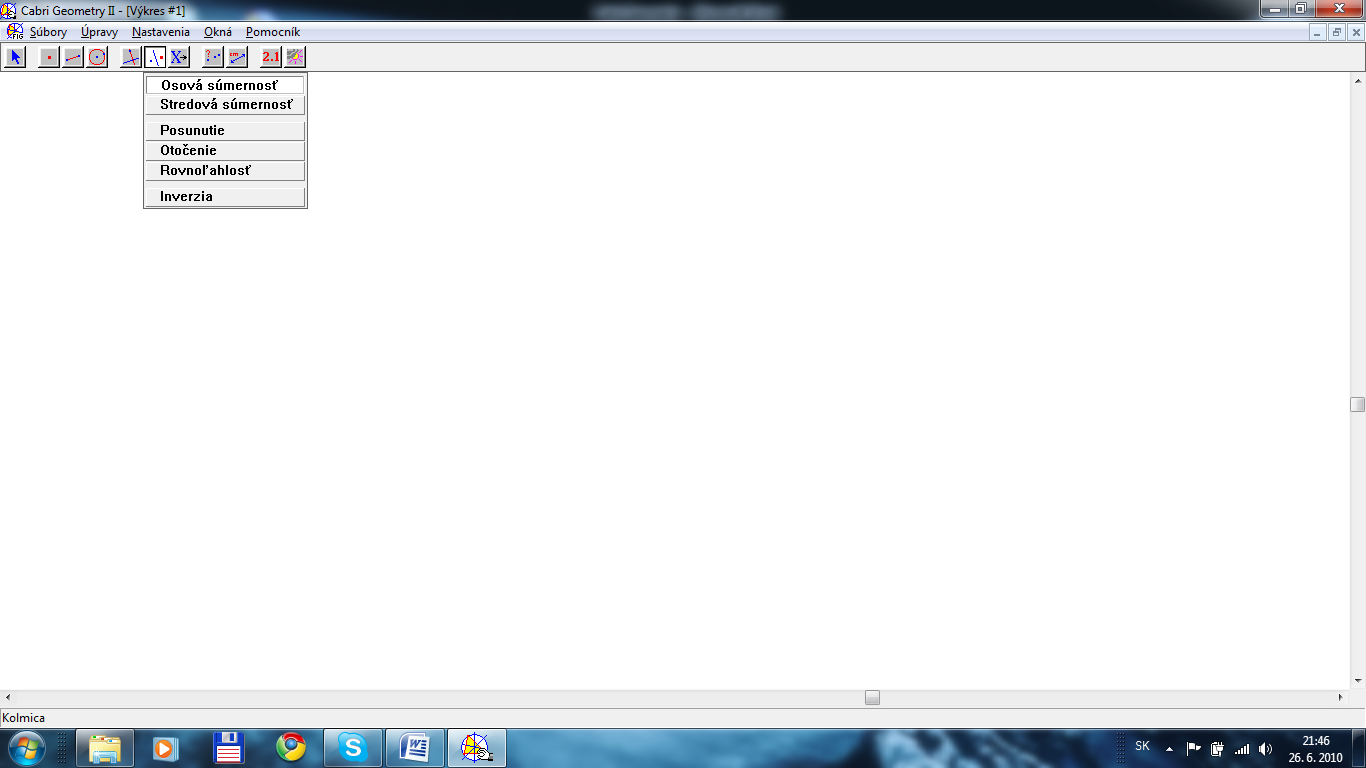 Cabri Geometry II - [Výkres #1]
Súbory Úpravy Nastavenia Okná Pomocník
X
?
cm
2.1
Osová súmernosť
Stredová súmernosť
Posunutie
Otočenie
Rovnoľahlosť
Inverzia
Kolmica
SK
21:46
26. 6. 2010